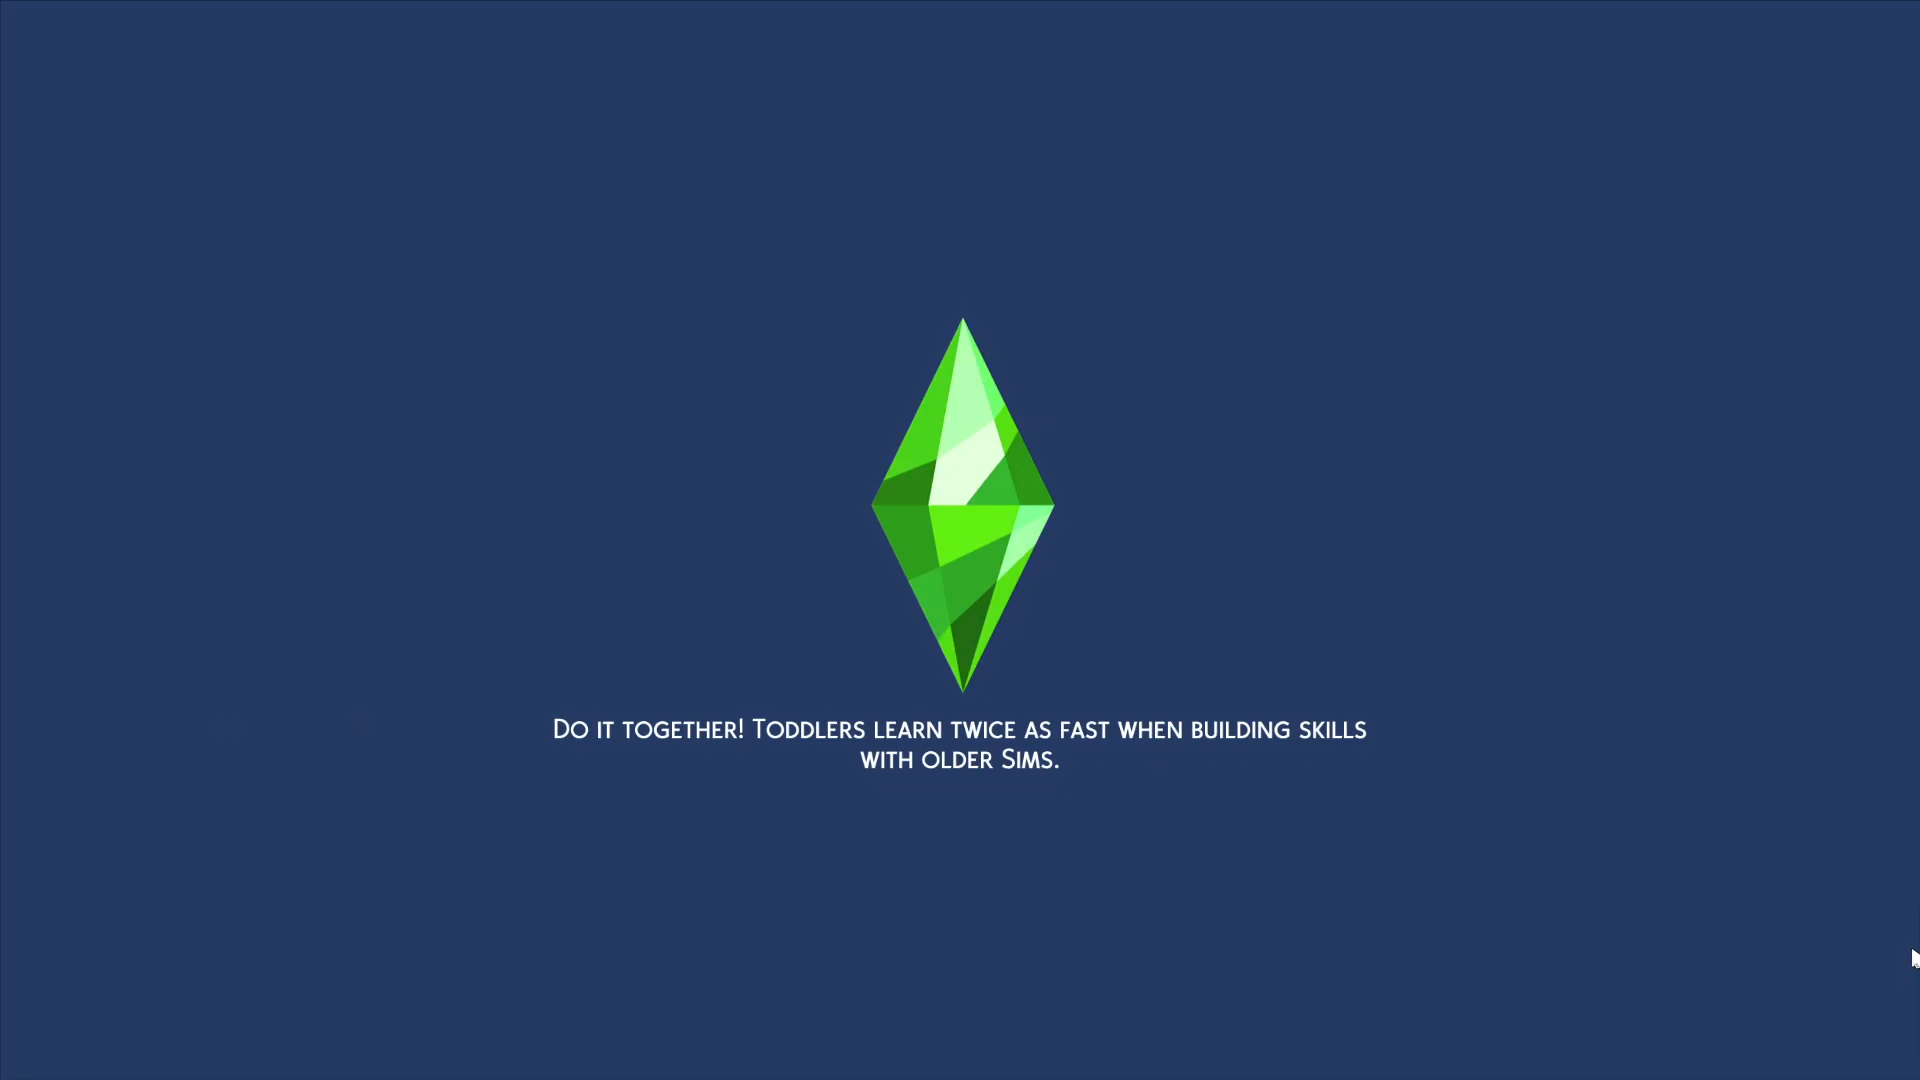 Do it together! Toddlers learn twice as fast when building skills
with older Sims.